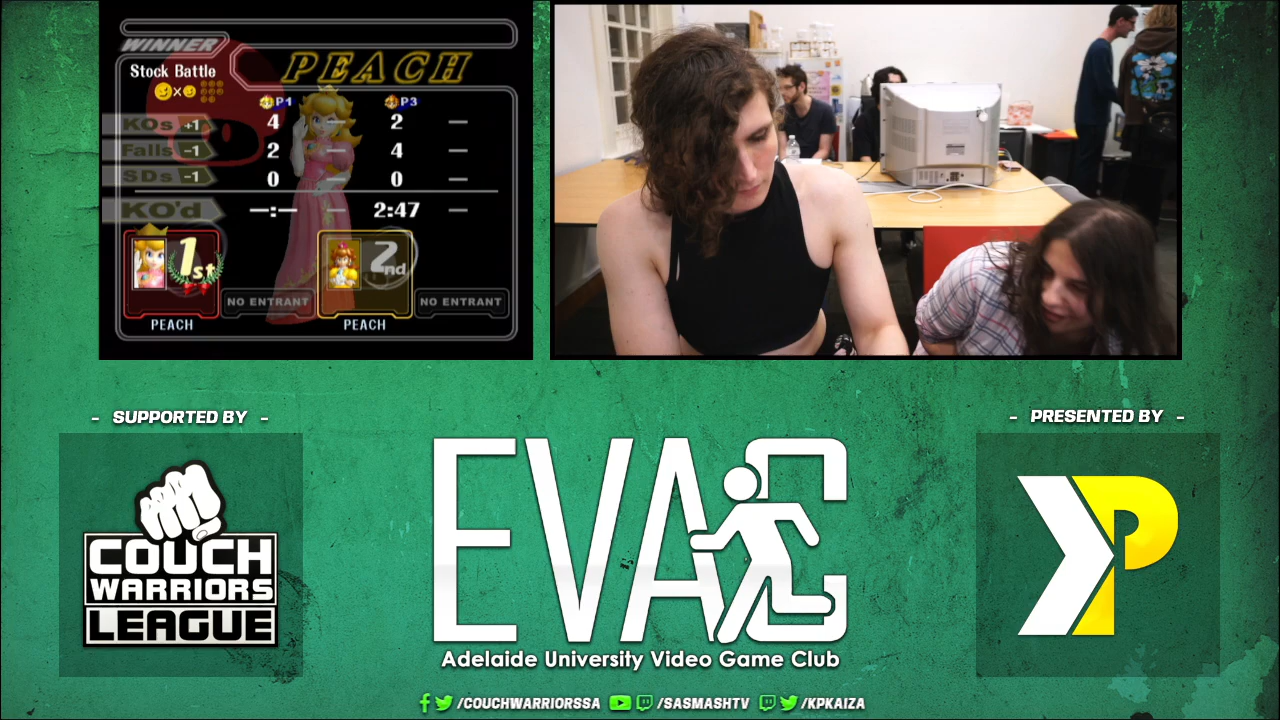 WINNER
PEACH
Stock Battle
P1 P3
KOs +1 4 — 2 —
Falls -1 2 — 4 —
SDs -1 0 — 0 —
KO'd —:— — 2:47 —
1st
NO ENTRANT
2nd
NO ENTRANT
PEACH
PEACH
- SUPPORTED BY -
COUCH
WARRIORS
LEAGUE
EVAC
Adelaide University Video Game Club
- PRESENTED BY -
KP
/COUCHWARRIORSSA /SASMASHTV /KPKAIZA